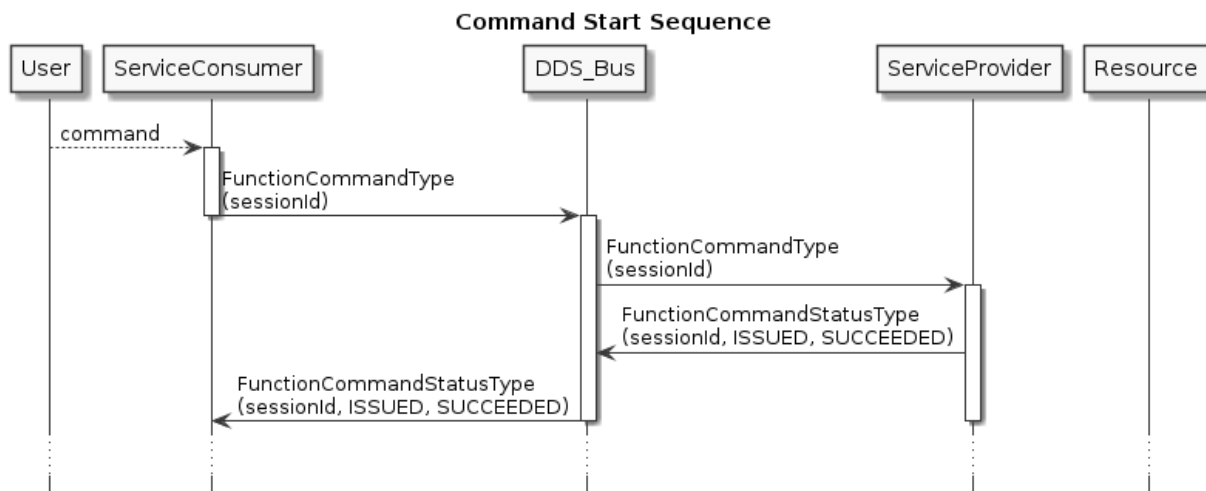 Command Start Sequence
User
ServiceConsumer
DDS_Bus
ServiceProvider
Resource
command
FunctionCommandType
(sessionId)
FunctionCommandType
(sessionId)
FunctionCommandStatusType
(sessionId, ISSUED, SUCCEEDED)
FunctionCommandStatusType
(sessionId, ISSUED, SUCCEEDED)